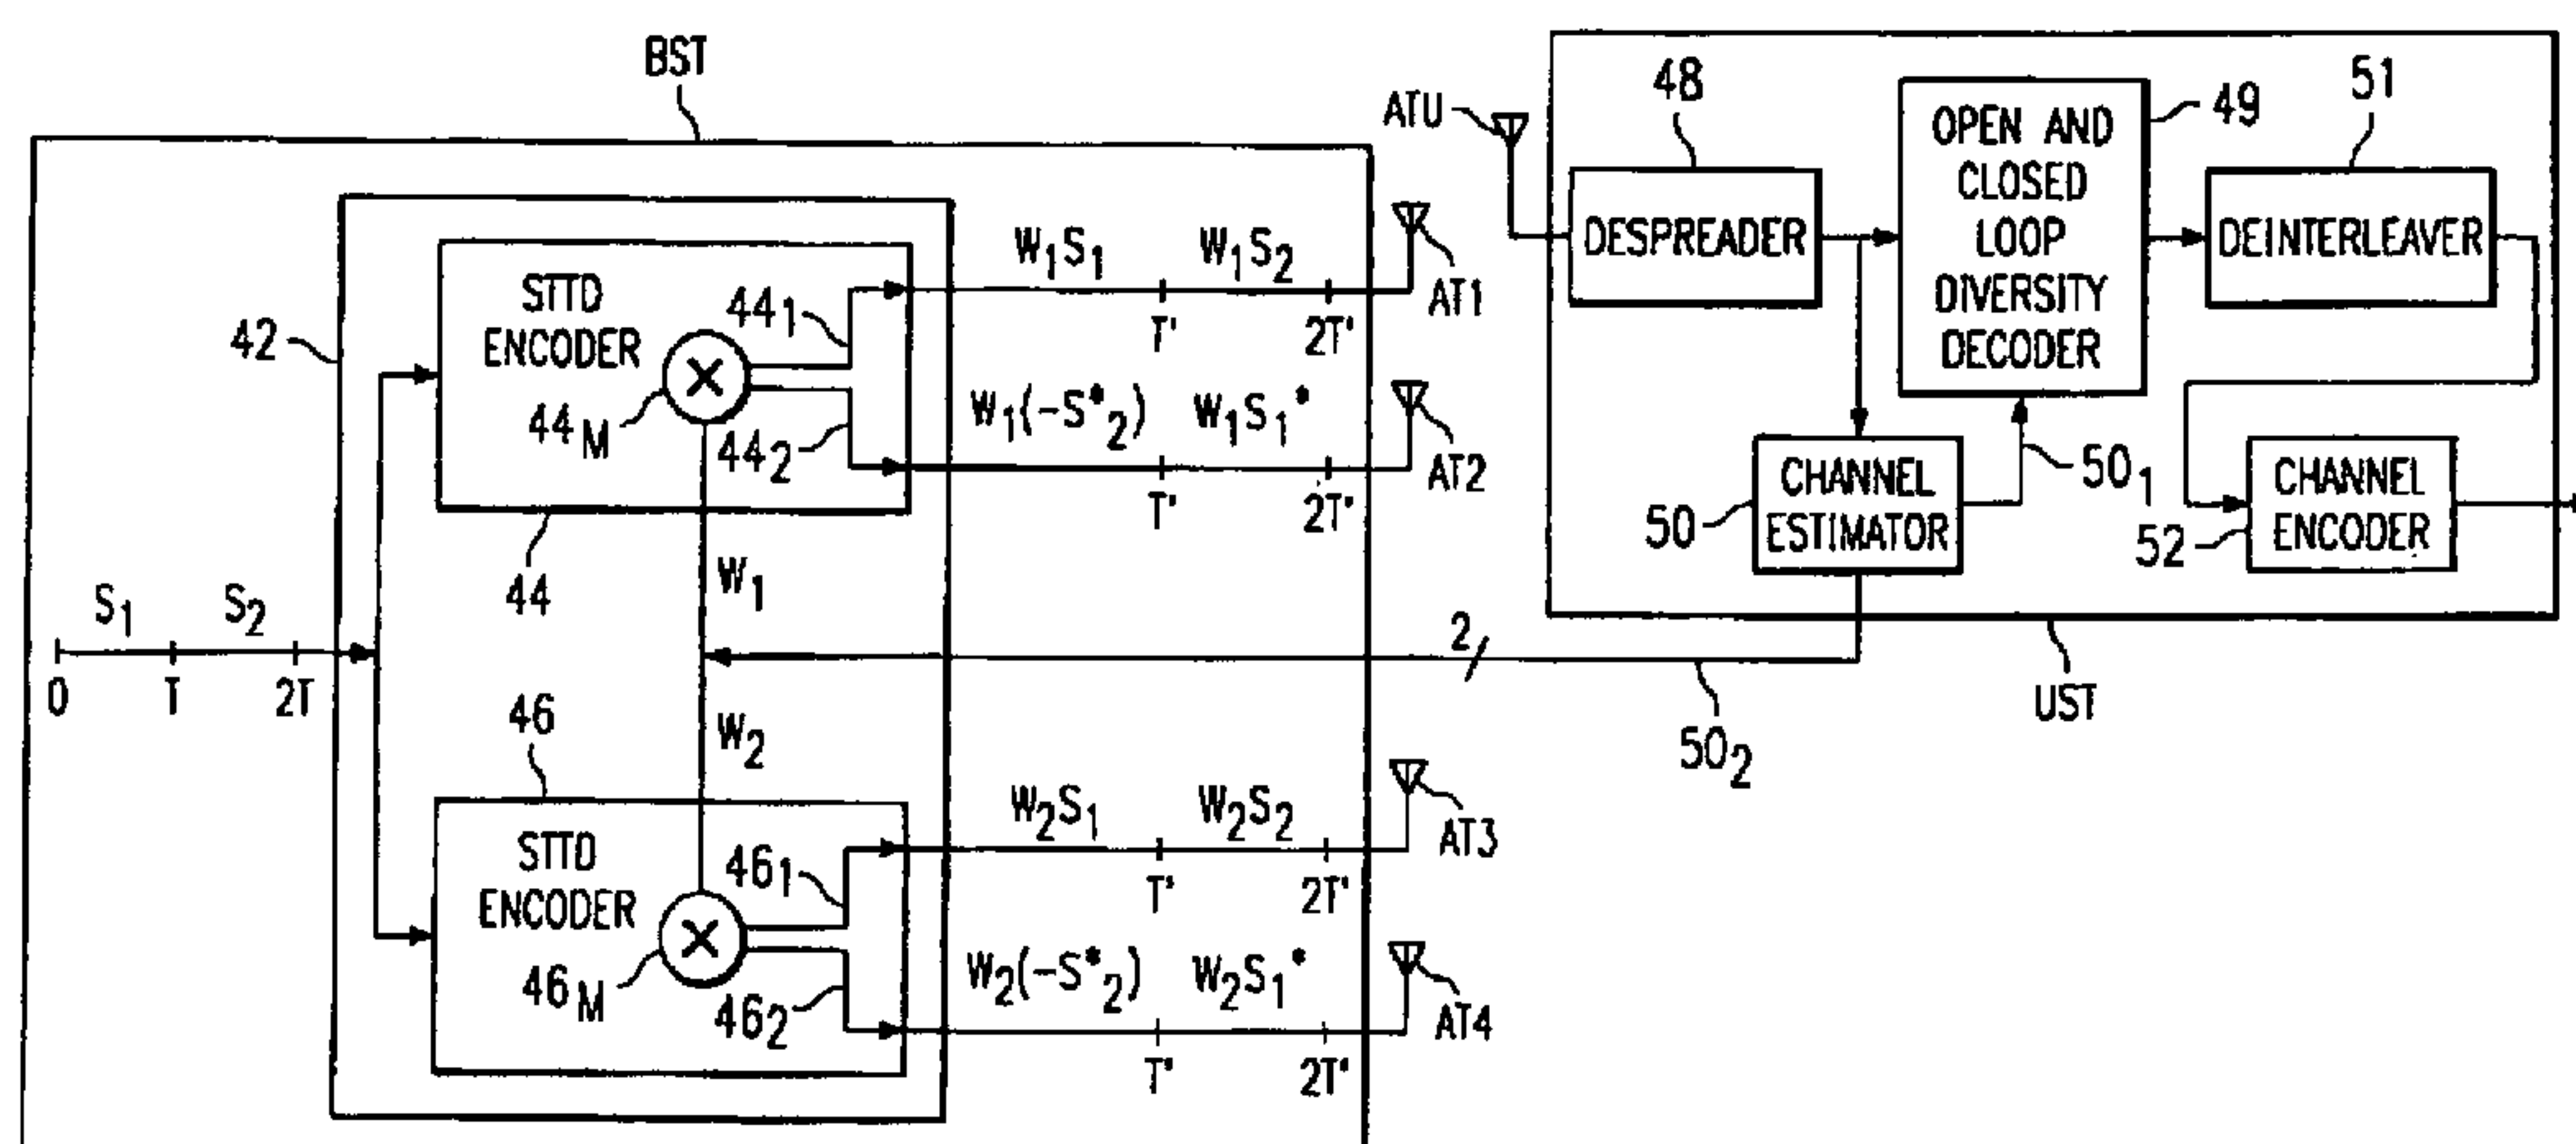 BST
42
STTD
ENCODER
44M
441
442
44
W1S1
W1S2
T'
2T'
AT1
W1(-S*2)
W1S1*
T'
2T'
AT2
S1
S2
0
T
2T
W1
W2
2
502
46
STTD
ENCODER
46M
461
462
W2S1
W2S2
T'
2T'
AT3
W2(-S*2)
W2S1*
T'
2T'
AT4
ATU
48
DESPREADER
OPEN AND
CLOSED
LOOP
DIVERSITY
DECODER
49
51
DEINTERLEAVER
50
CHANNEL
ESTIMATOR
501
52
CHANNEL
ENCODER
UST